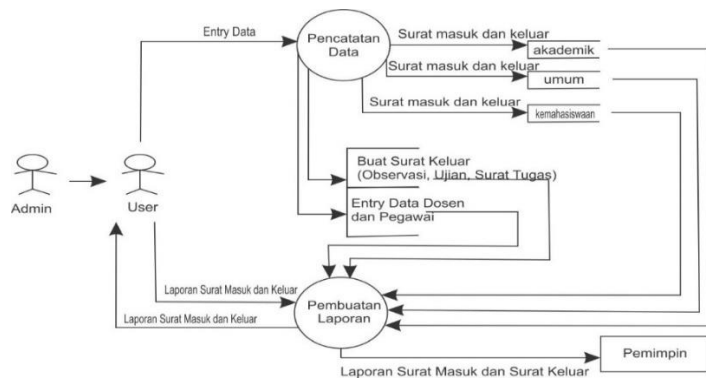 Entry Data
Pencatatan
Data
Surat masuk dan keluar
akademik
Surat masuk dan keluar
umum
Surat masuk dan keluar
kemahasiswaan
Buat Surat Keluar
(Observasi, Ujian, Surat Tugas)
Entry Data Dosen
dan Pegawai
Admin
User
Laporan Surat Masuk dan Keluar
Laporan Surat Masuk dan Keluar
Pembuatan
Laporan
Pemimpin
Laporan Surat Masuk dan Surat Keluar